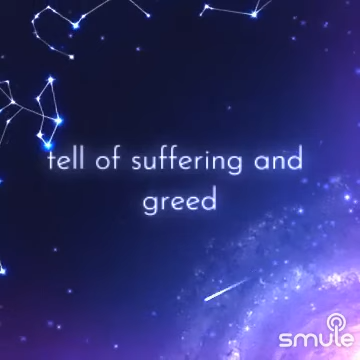 tell of suffering and
greed
smule